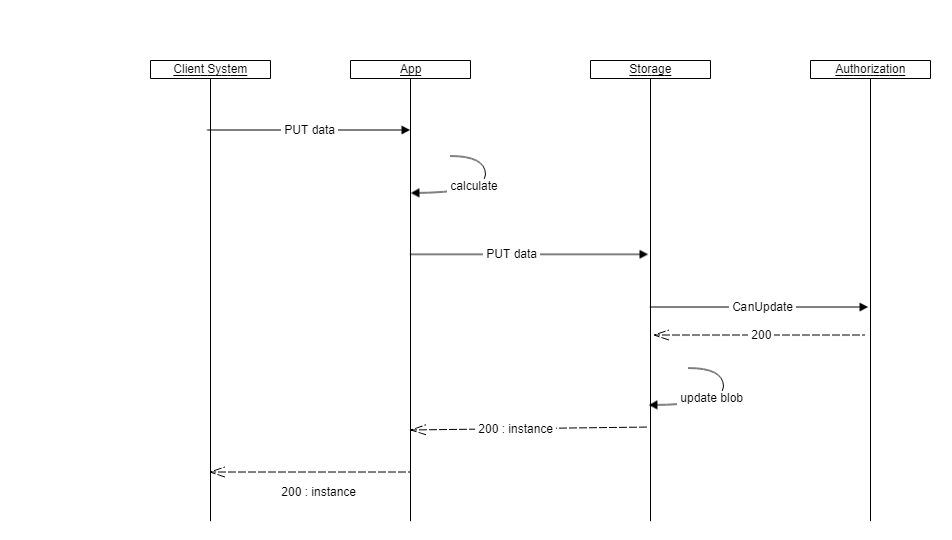 Client System
App
Storage
Authorization
PUT data
calculate
PUT data
CanUpdate
200
update blob
200 : instance
200 : instance